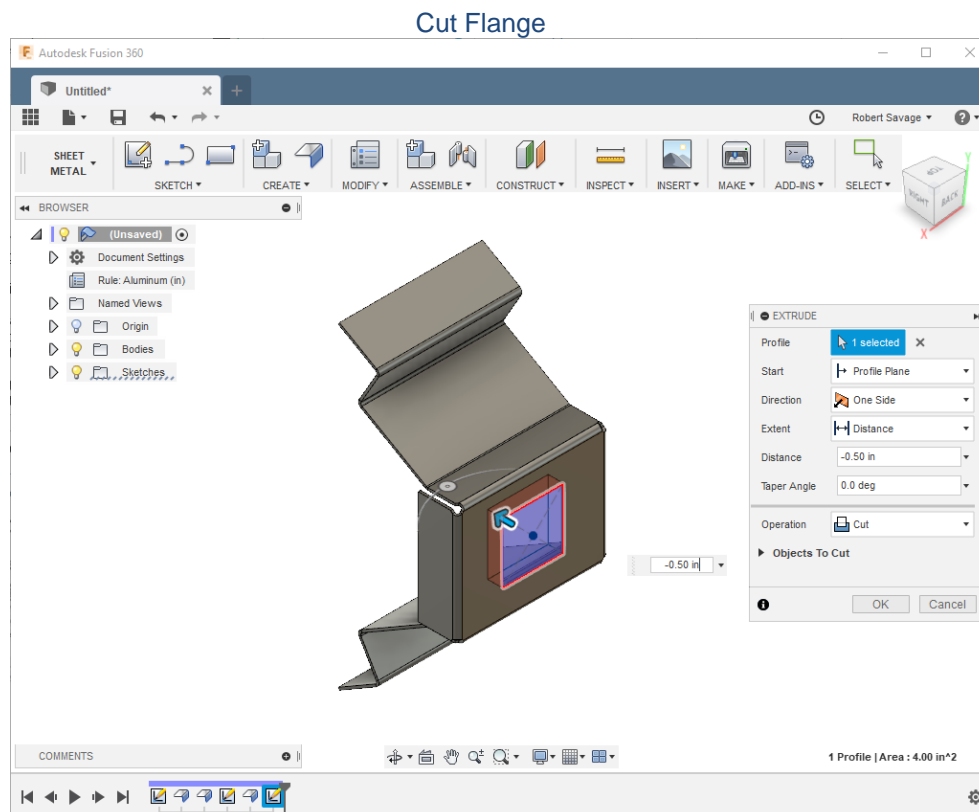 Cut Flange
Autodesk Fusion 360
Untitled*
Robert Savage
SHEET METAL
SKETCH
CREATE
MODIFY
ASSEMBLE
CONSTRUCT
INSPECT
INSERT
MAKE
ADD-INS
SELECT
TOP
RIGHT
BACK
Y
X
BROWSER
(Unsaved)
Document Settings
Rule: Aluminum (in)
Named Views
Origin
Bodies
Sketches
EXTRUDE
Profile 1 selected
Start Profile Plane
Direction One Side
Extent Distance
Distance -0.50 in
Taper Angle 0.0 deg
Operation Cut
Objects To Cut
OK Cancel
-0.50 in
COMMENTS
1 Profile | Area : 4.00 in^2